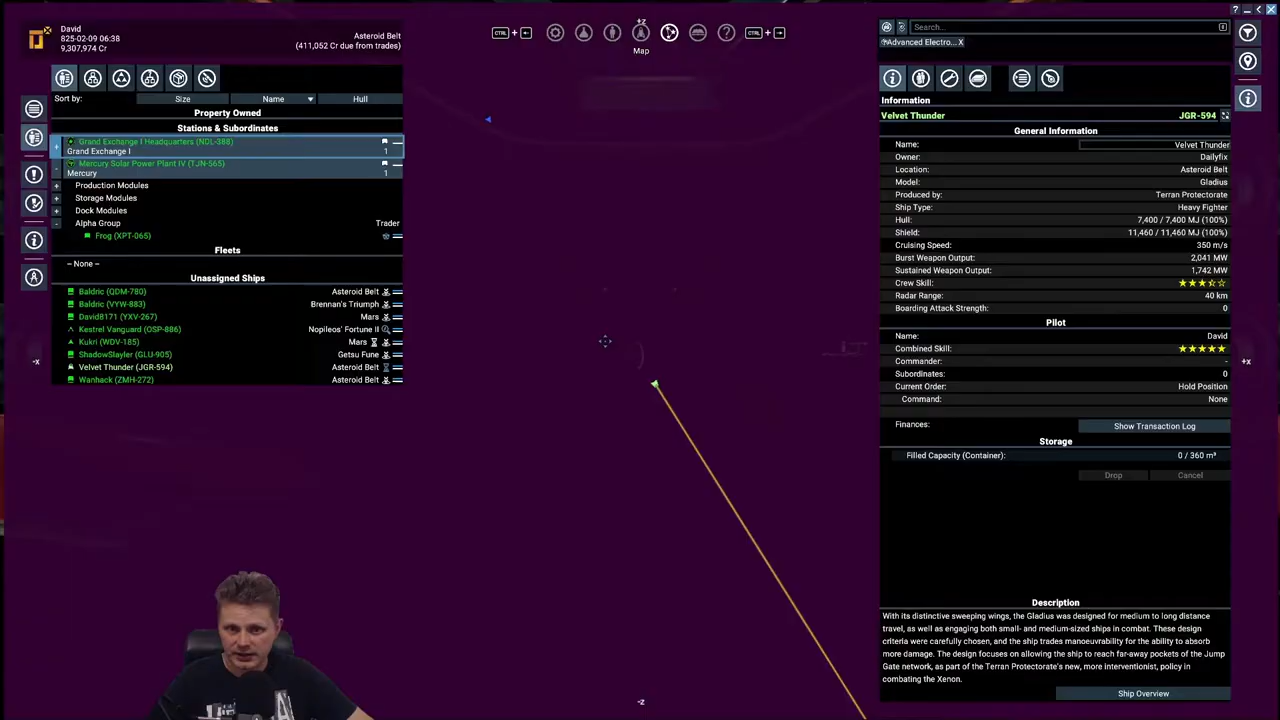 David
825-02-09 06:38
9,307,974 Cr
Asteroid Belt
(411,052 Cr due from trades)
CTRL + ←
+Z
CTRL + →
Map
Search...
Advanced Electro... X
Sort by: Size Name Hull
Property Owned
Stations & Subordinates
+ Grand Exchange I Headquarters (NDL-388)
Grand Exchange I 1
- Mercury Solar Power Plant IV (TJN-565)
Mercury 1
+ Production Modules
+ Storage Modules
+ Dock Modules
- Alpha Group Trader
Frog (XPT-065)
Fleets
-- None --
Unassigned Ships
Baldric (QDM-780) Asteroid Belt
Baldric (VYW-883) Brennan's Triumph
David8171 (YXV-267) Mars
Kestrel Vanguard (OSP-886) Nopileos' Fortune II
Kukri (WDV-185) Mars
ShadowSlayler (GLU-905) Getsu Fune
Velvet Thunder (JGR-594) Asteroid Belt
Wanhack (ZMH-272) Asteroid Belt
-X
+X
-Z
Information
Velvet Thunder JGR-594
General Information
Name: Velvet Thunder
Owner: Dailyfix
Location: Asteroid Belt
Model: Gladius
Produced by: Terran Protectorate
Ship Type: Heavy Fighter
Hull: 7,400 / 7,400 MJ (100%)
Shield: 11,460 / 11,460 MJ (100%)
Cruising Speed: 350 m/s
Burst Weapon Output: 2,041 MW
Sustained Weapon Output: 1,742 MW
Crew Skill: ★★★⯪☆
Radar Range: 40 km
Boarding Attack Strength: 0
Pilot
Name: David
Combined Skill: ★★★★★
Commander: -
Subordinates: 0
Current Order: Hold Position
Command: None
Finances: Show Transaction Log
Storage
Filled Capacity (Container): 0 / 360 m³
Drop Cancel
Description
With its distinctive sweeping wings, the Gladius was designed for medium to long distance
travel, as well as engaging both small- and medium-sized ships in combat. These design
criteria were carefully chosen, and the ship trades manoeuvrability for the ability to absorb
more damage. The design focuses on allowing the ship to reach far-away pockets of the Jump
Gate network, as part of the Terran Protectorate's new, more interventionist, policy in
combating the Xenon.
Ship Overview